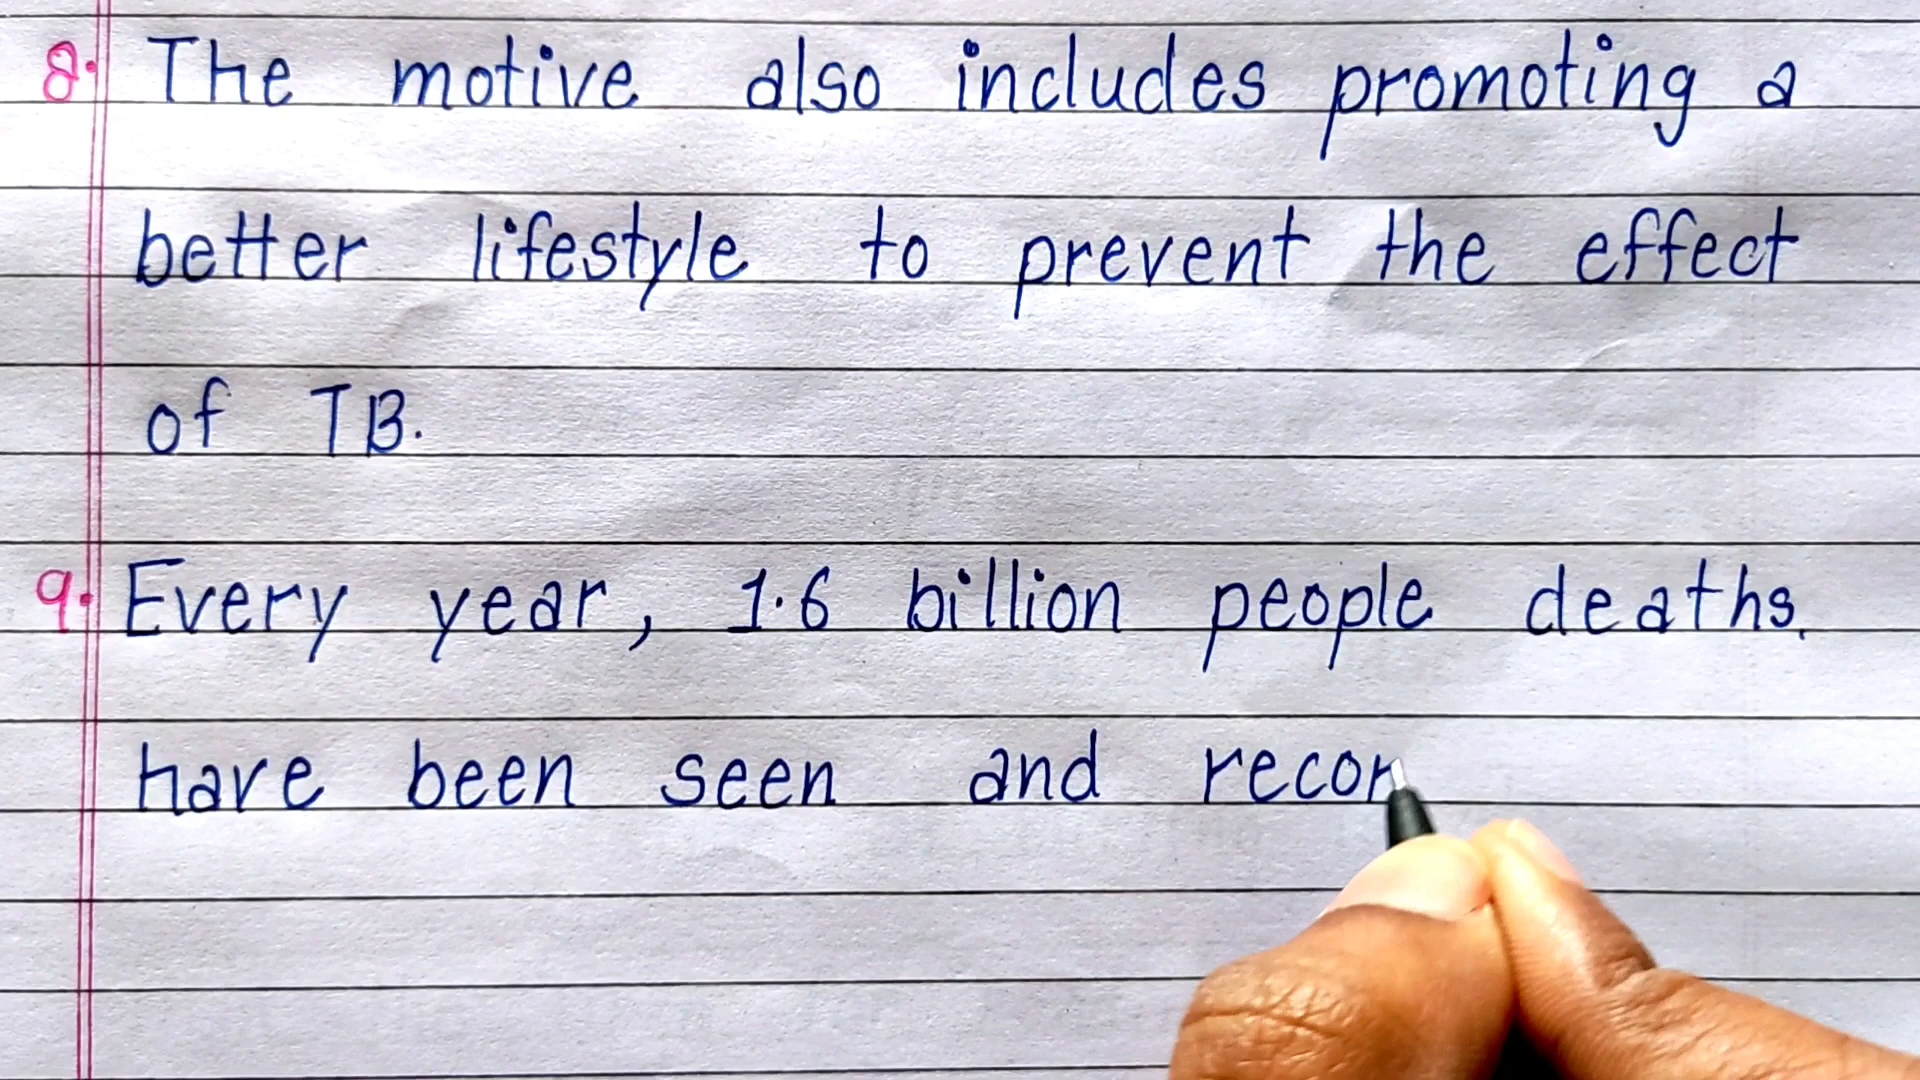 8. The motive also includes promoting a
better lifestyle to prevent the effect
of TB.
9. Every year, 1.6 billion people deaths.
have been seen and recor